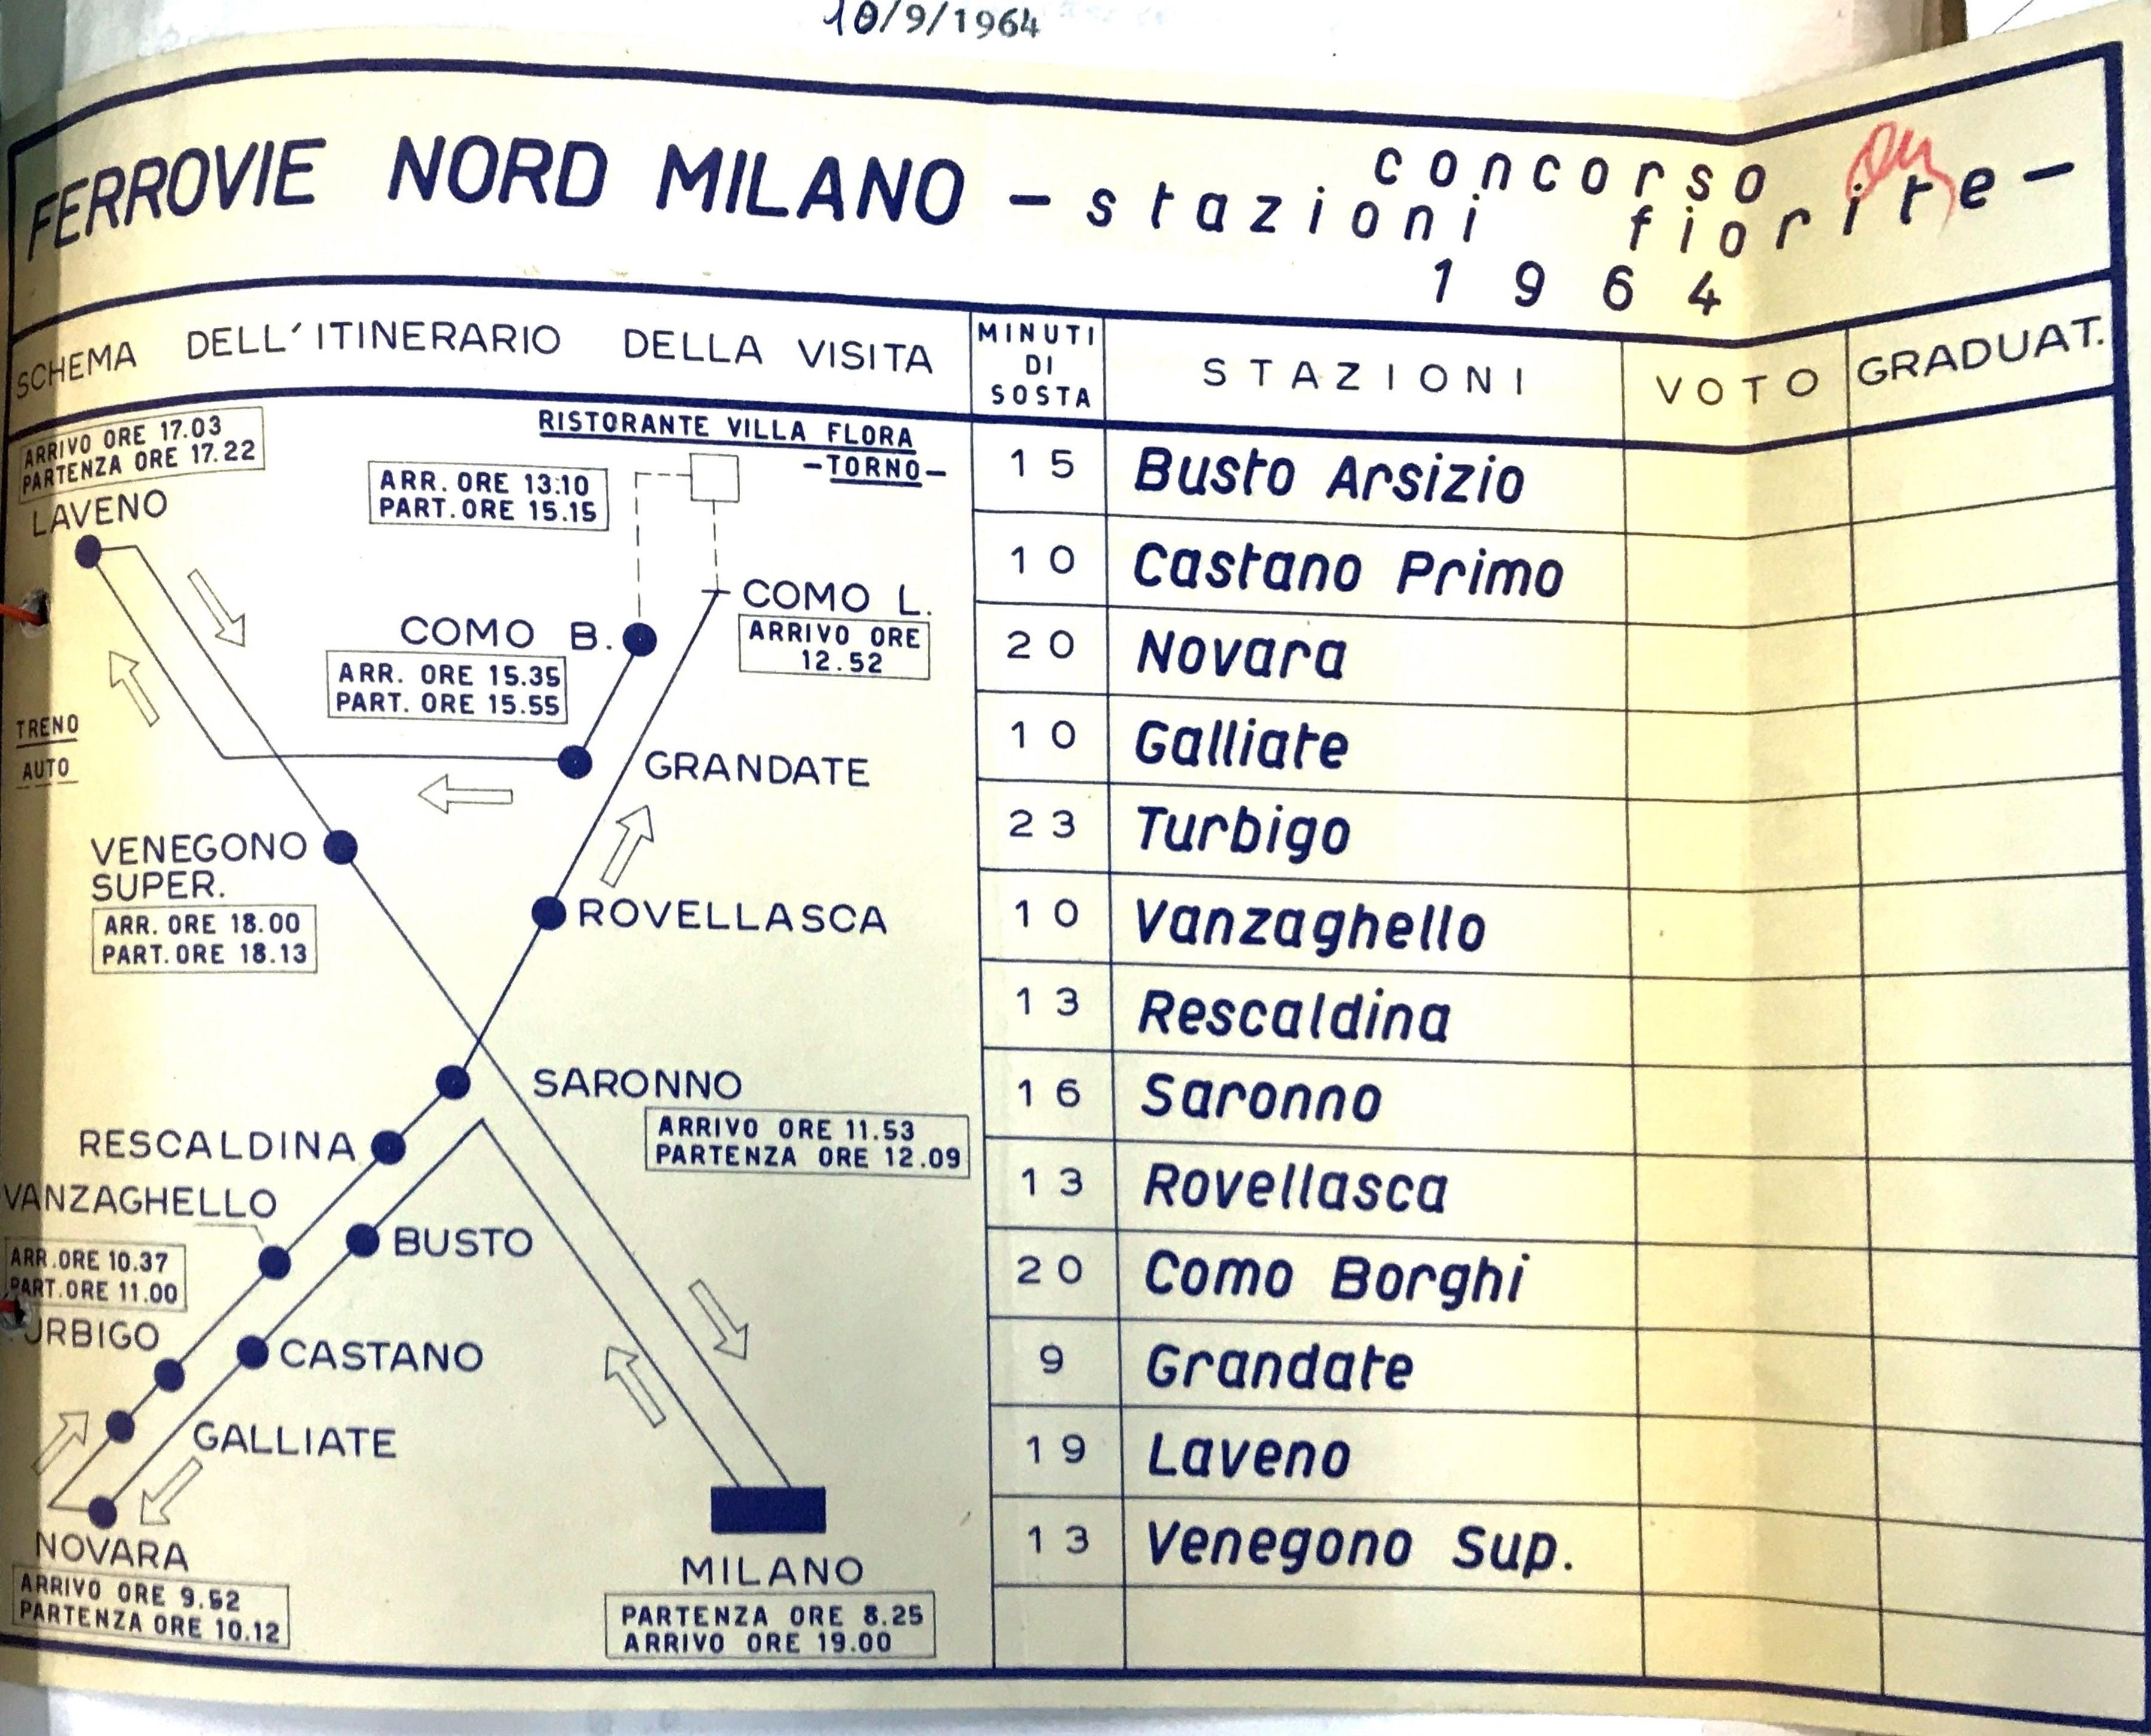 10/9/1964
FERROVIE NORD MILANO - concorso
stazioni fiorite -
1964
SCHEMA DELL'ITINERARIO DELLA VISITA
MINUTI
DI
SOSTA
STAZIONI
VOTO
GRADUAT.
ARRIVO ORE 17.03
PARTENZA ORE 17.22
LAVENO
RISTORANTE VILLA FLORA
-TORNO-
ARR. ORE 13.10
PART. ORE 15.15
COMO L.
ARRIVO ORE
12.52
COMO B.
ARR. ORE 15.35
PART. ORE 15.55
TRENO
AUTO
GRANDATE
VENEGONO
SUPER.
ARR. ORE 18.00
PART. ORE 18.13
ROVELLASCA
SARONNO
ARRIVO ORE 11.53
PARTENZA ORE 12.09
RESCALDINA
VANZAGHELLO
BUSTO
ARR. ORE 10.37
PART. ORE 11.00
URBIGO
CASTANO
GALLIATE
NOVARA
ARRIVO ORE 9.52
PARTENZA ORE 10.12
MILANO
PARTENZA ORE 8.25
ARRIVO ORE 19.00
15 Busto Arsizio
10 Castano Primo
20 Novara
10 Galliate
23 Turbigo
10 Vanzaghello
13 Rescaldina
16 Saronno
13 Rovellasca
20 Como Borghi
9 Grandate
19 Laveno
13 Venegono Sup.